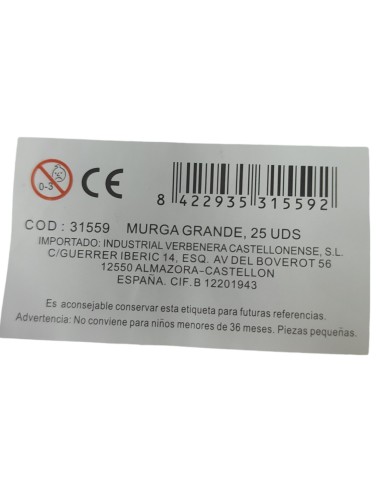 0-3 CE
8 422935 315592
COD : 31559 MURGA GRANDE, 25 UDS
IMPORTADO: INDUSTRIAL VERBENERA CASTELLONENSE, S.L.
C/GUERRER IBERIC 14, ESQ. AV DEL BOVEROT 56
12550 ALMAZORA-CASTELLON
ESPAÑA. CIF.B 12201943
Es aconsejable conservar esta etiqueta para futuras referencias.
Advertencia: No conviene para niños menores de 36 meses. Piezas pequeñas.